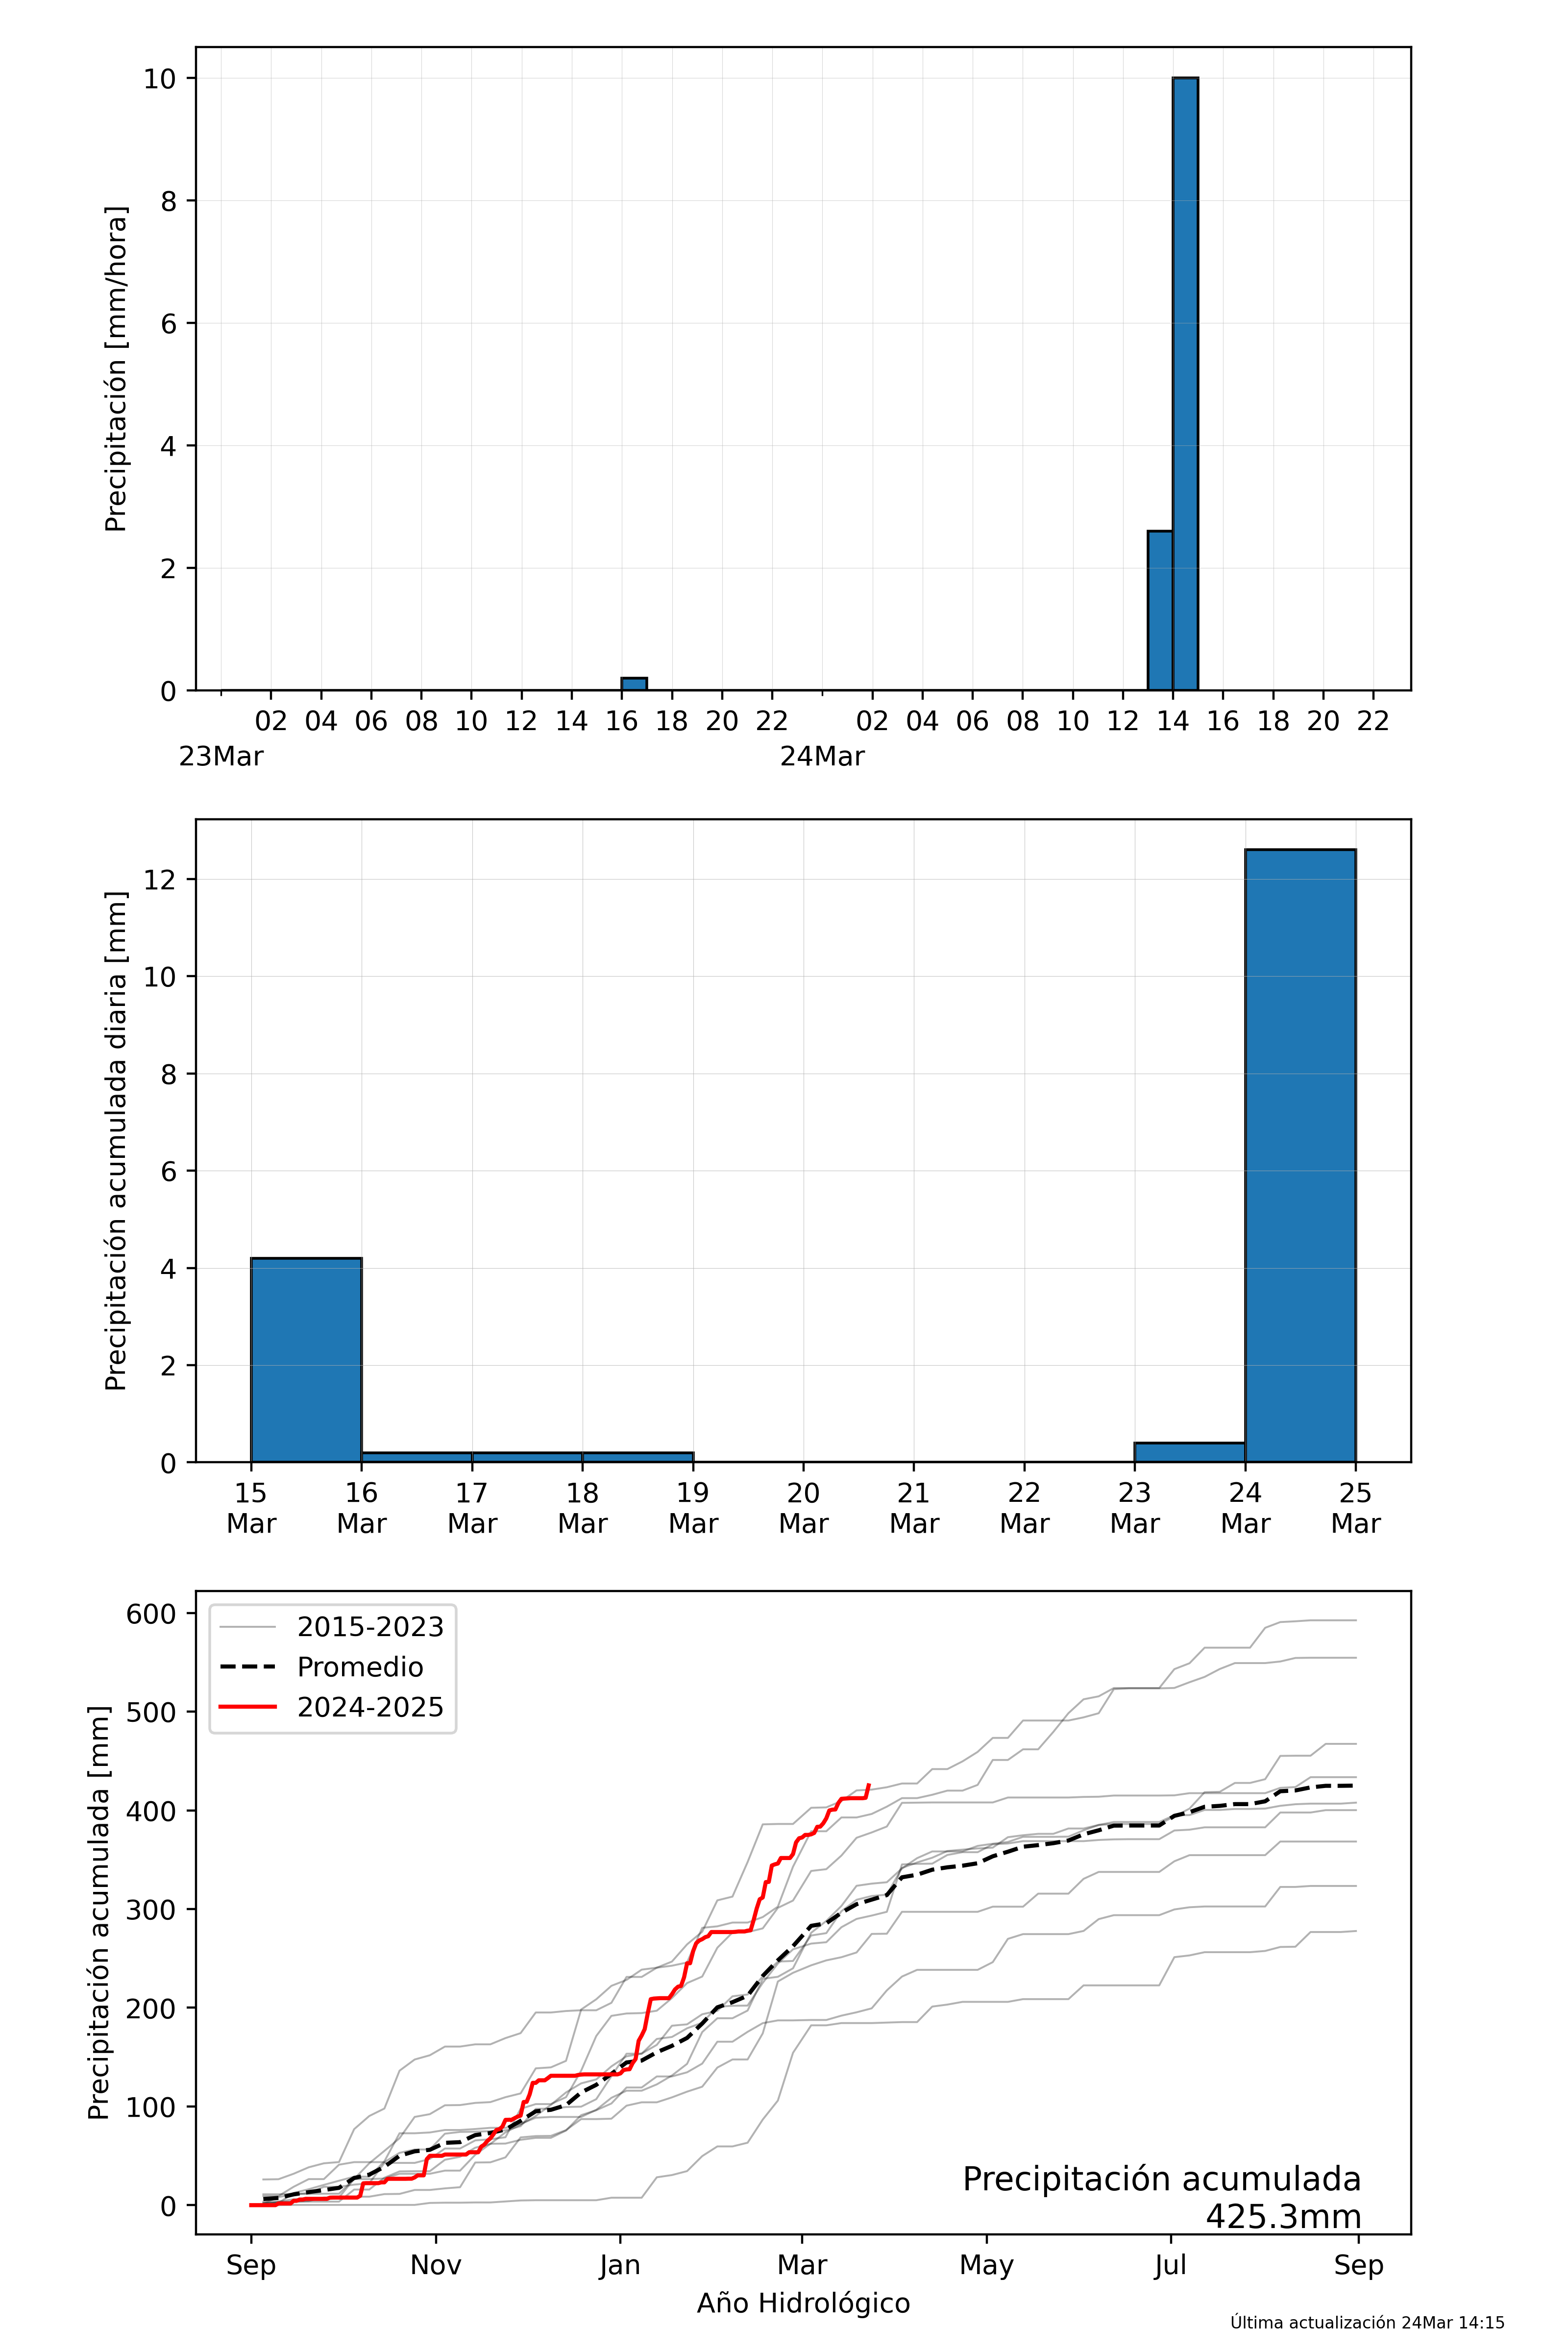 Precipitación [mm/hora]
10
8
6
4
2
0
02 04 06 08 10 12 14 16 18 20 22 02 04 06 08 10 12 14 16 18 20 22
23Mar 24Mar
Precipitación acumulada diaria [mm]
12
10
8
6
4
2
0
15 16 17 18 19 20 21 22 23 24 25
Mar Mar Mar Mar Mar Mar Mar Mar Mar Mar Mar
Precipitación acumulada [mm]
600
500
400
300
200
100
0
2015-2023
Promedio
2024-2025
Precipitación acumulada
425.3mm
Sep Nov Jan Mar May Jul Sep
Año Hidrológico
Última actualización 24Mar 14:15